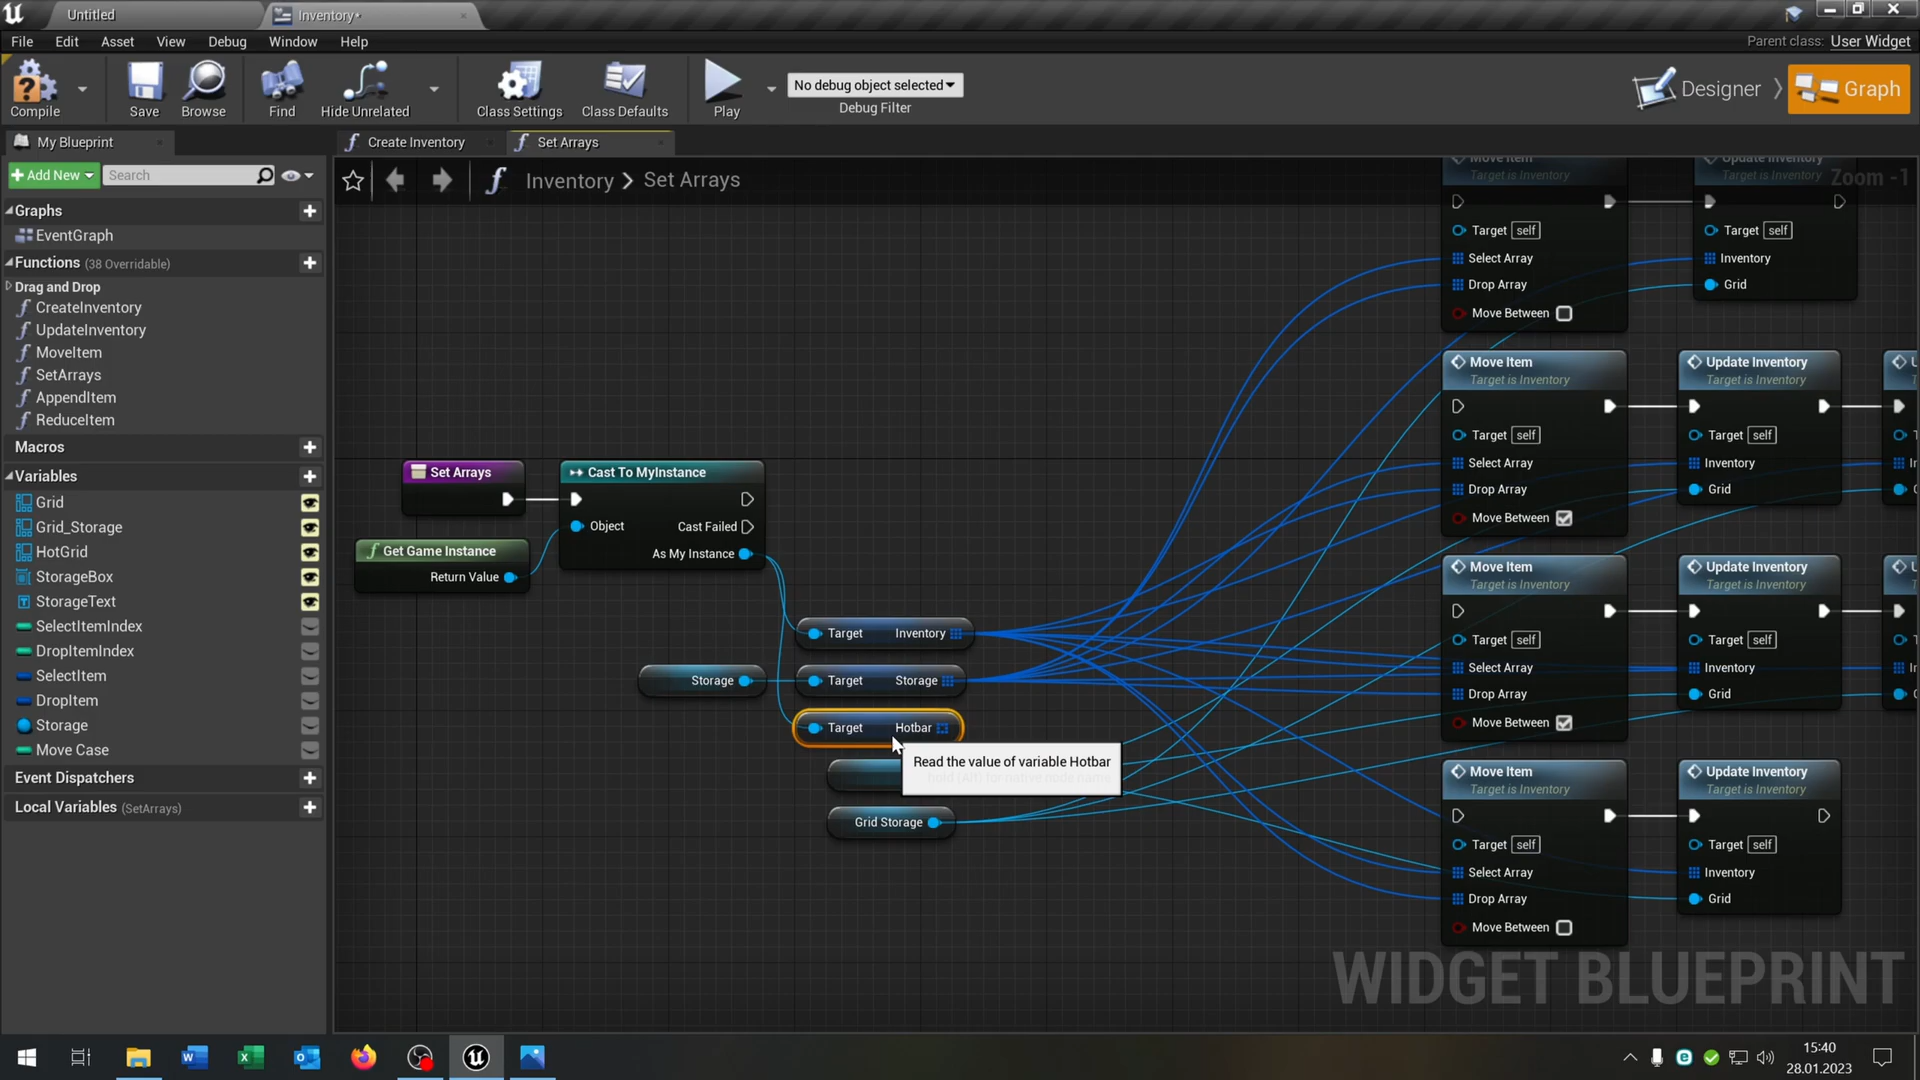 Untitled
Inventory*
File Edit Asset View Debug Window Help
Parent class: User Widget
Compile
Save
Browse
Find
Hide Unrelated
Class Settings
Class Defaults
Play
No debug object selected
Debug Filter
Designer
Graph
My Blueprint
Create Inventory
Set Arrays
Add New
Search
Inventory > Set Arrays
Zoom -1
Graphs
EventGraph
Functions (38 Overridable)
Drag and Drop
CreateInventory
UpdateInventory
MoveItem
SetArrays
AppendItem
ReduceItem
Macros
Variables
Grid
Grid_Storage
HotGrid
StorageBox
StorageText
SelectItemIndex
DropItemIndex
SelectItem
DropItem
Storage
Move Case
Event Dispatchers
Local Variables (SetArrays)
Set Arrays
Get Game Instance
Return Value
Cast To MyInstance
Object
Cast Failed
As My Instance
Target Inventory
Storage
Target Storage
Target Hotbar
Read the value of variable Hotbar
hold (Alt) for native node name
Grid Storage
Move Item
Target is Inventory
Target self
Select Array
Drop Array
Move Between
Update Inventory
Target is Inventory
Target self
Inventory
Grid
Move Item
Target is Inventory
Target self
Select Array
Drop Array
Move Between
Update Inventory
Target is Inventory
Target self
Inventory
Grid
Move Item
Target is Inventory
Target self
Select Array
Drop Array
Move Between
Update Inventory
Target is Inventory
Target self
Inventory
Grid
Move Item
Target is Inventory
Target self
Select Array
Drop Array
Move Between
Update Inventory
Target is Inventory
Target self
Inventory
Grid
WIDGET BLUEPRINT
15:40
28.01.2023